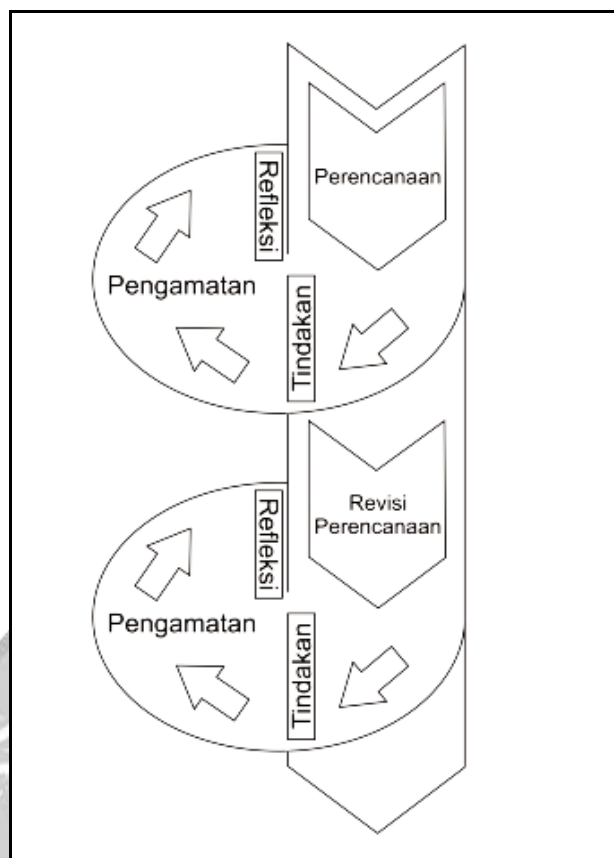 Perencanaan
Refleksi
Pengamatan
Tindakan
Revisi
Perencanaan
Refleksi
Pengamatan
Tindakan